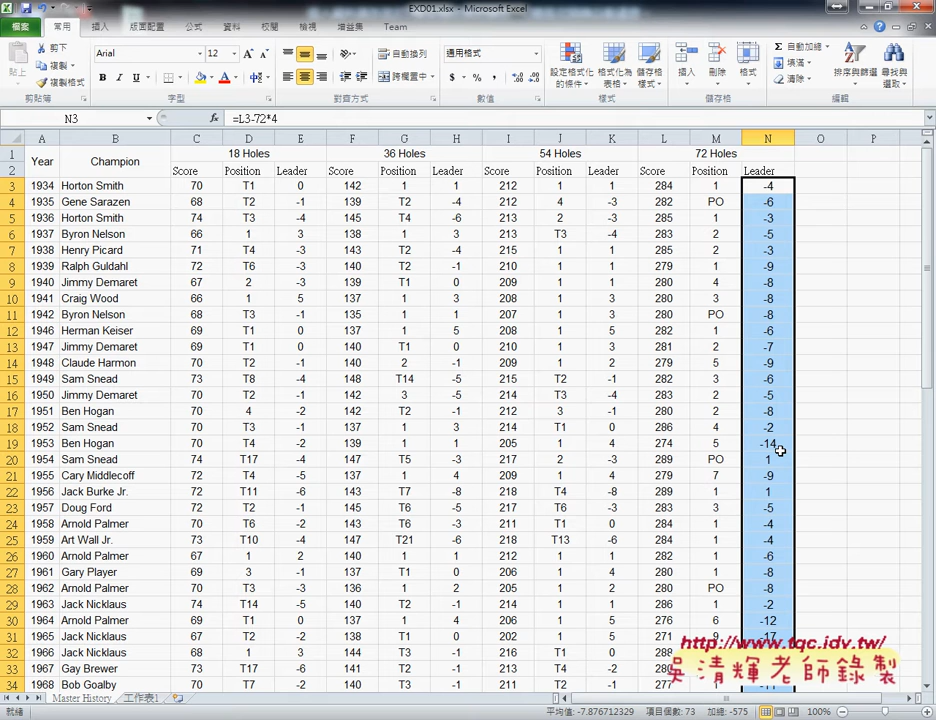 EXD01.xlsx - Microsoft Excel
檔案 常用 插入 版面配置 公式 資料 校閱 檢視 增益集 Team
剪下 Arial 12 自動換列 通用格式 自動加總
複製 填滿
貼上 複製格式 B I U 跨欄置中 $ % , 設定格式化的條件 格式化為表格 儲存格樣式 插入 刪除 格式 清除 排序與篩選 尋找與選取
剪貼簿 字型 對齊方式 數值 樣式 儲存格 編輯
N3 fx =L3-72*4
A B C D E F G H I J K L M N O P
1 Year Champion 18 Holes 36 Holes 54 Holes 72 Holes
2 Score Position Leader Score Position Leader Score Position Leader Score Position Leader
3 1934 Horton Smith 70 T1 0 142 1 1 212 1 1 284 1 -4
4 1935 Gene Sarazen 68 T2 -1 139 T2 -4 212 4 -3 282 PO -6
5 1936 Horton Smith 74 T3 -4 145 T4 -6 213 2 -3 285 1 -3
6 1937 Byron Nelson 66 1 3 138 1 3 213 T3 -4 283 2 -5
7 1938 Henry Picard 71 T4 -3 143 T2 -4 215 1 1 285 2 -3
8 1939 Ralph Guldahl 72 T6 -3 140 T2 -1 210 1 1 279 1 -9
9 1940 Jimmy Demaret 67 2 -3 139 T1 0 209 1 1 280 4 -8
10 1941 Craig Wood 66 1 5 137 1 3 208 1 3 280 3 -8
11 1942 Byron Nelson 68 T1 0 135 1 1 207 1 3 280 PO -8
12 1946 Herman Keiser 69 T1 0 137 1 5 208 1 5 282 1 -6
13 1947 Jimmy Demaret 69 T1 0 140 T1 0 209 1 3 281 2 -7
14 1948 Claude Harmon 70 T2 -1 140 2 -1 209 1 2 279 5 -9
15 1949 Sam Snead 73 T8 -4 148 T14 -5 215 T2 -1 282 3 -6
16 1950 Jimmy Demaret 70 T2 -1 142 3 -5 218 T2 -4 283 2 -5
17 1951 Ben Hogan 70 4 -2 142 T2 -1 210 3 -1 280 2 -8
18 1952 Sam Snead 70 T3 -1 137 1 3 214 T1 0 286 4 -2
19 1953 Ben Hogan 70 T4 -2 139 1 1 205 1 4 274 5 -14
20 1954 Sam Snead 74 T17 -4 147 T5 -3 217 2 -3 289 PO 1
21 1955 Cary Middlecoff 72 T4 -5 137 1 4 209 1 4 279 7 -9
22 1956 Jack Burke Jr. 72 T11 -6 143 T7 -8 218 T4 -8 289 1 1
23 1957 Doug Ford 72 T2 -1 145 T6 -5 217 T6 -3 283 3 -5
24 1958 Arnold Palmer 70 T6 -2 143 T6 -3 211 T1 0 284 1 -4
25 1959 Art Wall Jr. 73 T10 -4 147 T21 -6 218 T13 -6 284 1 -4
26 1960 Arnold Palmer 67 1 2 140 1 1 212 1 1 282 1 -6
27 1961 Gary Player 69 3 -1 137 T1 0 206 1 4 280 1 -8
28 1962 Arnold Palmer 70 T3 -3 136 1 2 205 1 2 280 PO -8
29 1963 Jack Nicklaus 74 T14 -5 140 T2 -1 214 1 1 286 1 -2
30 1964 Arnold Palmer 69 T1 0 137 1 4 206 1 5 276 6 -12
31 1965 Jack Nicklaus 67 T2 -2 138 T1 0 202 1 5 271 9 -17
32 1966 Jack Nicklaus 68 1 3 144 T3 -1 216 T1 0
33 1967 Gay Brewer 73 T17 -6 141 T3 -1 213 T4 -2
34 1968 Bob Goalby 70 T7 -2 140 T7 -1
http://www.tqc.idv.tw/
吳清輝老師錄製
Master History 工作表1
就緒 平均值: -7.876712329 項目個數: 73 加總: -575 100%